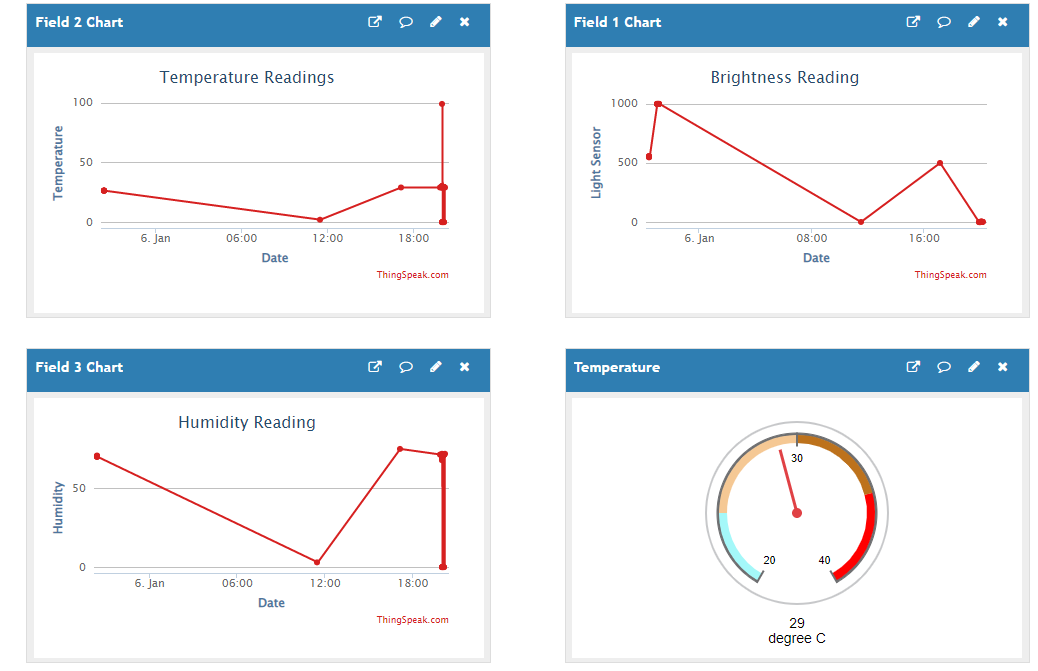 Field 2 Chart
Temperature Readings
100
50
0
Temperature
6. Jan 06:00 12:00 18:00
Date
ThingSpeak.com
Field 1 Chart
Brightness Reading
1000
500
0
Light Sensor
6. Jan 08:00 16:00
Date
ThingSpeak.com
Field 3 Chart
Humidity Reading
50
0
Humidity
6. Jan 06:00 12:00 18:00
Date
ThingSpeak.com
Temperature
30
20 40
29
degree C